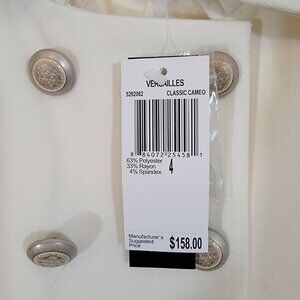 VERSAILLES
5292062 CLASSIC CAMEO
8 84072 25458 1
63% Polyester
33% Rayon
4% Spandex
4
Manufacturer's
Suggested
Price
$158.00